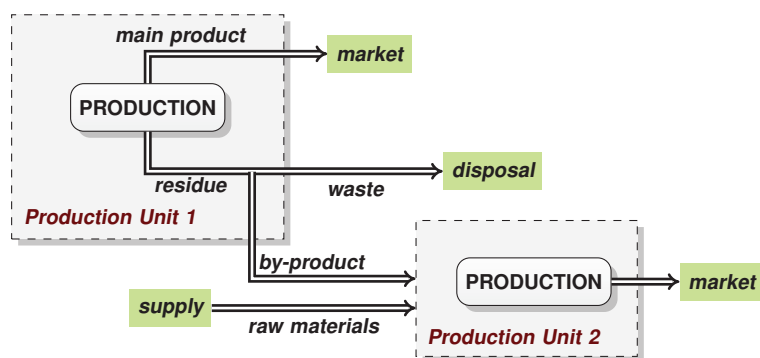 main product
market
PRODUCTION
residue
waste
disposal
Production Unit 1
by-product
PRODUCTION
market
supply
raw materials
Production Unit 2